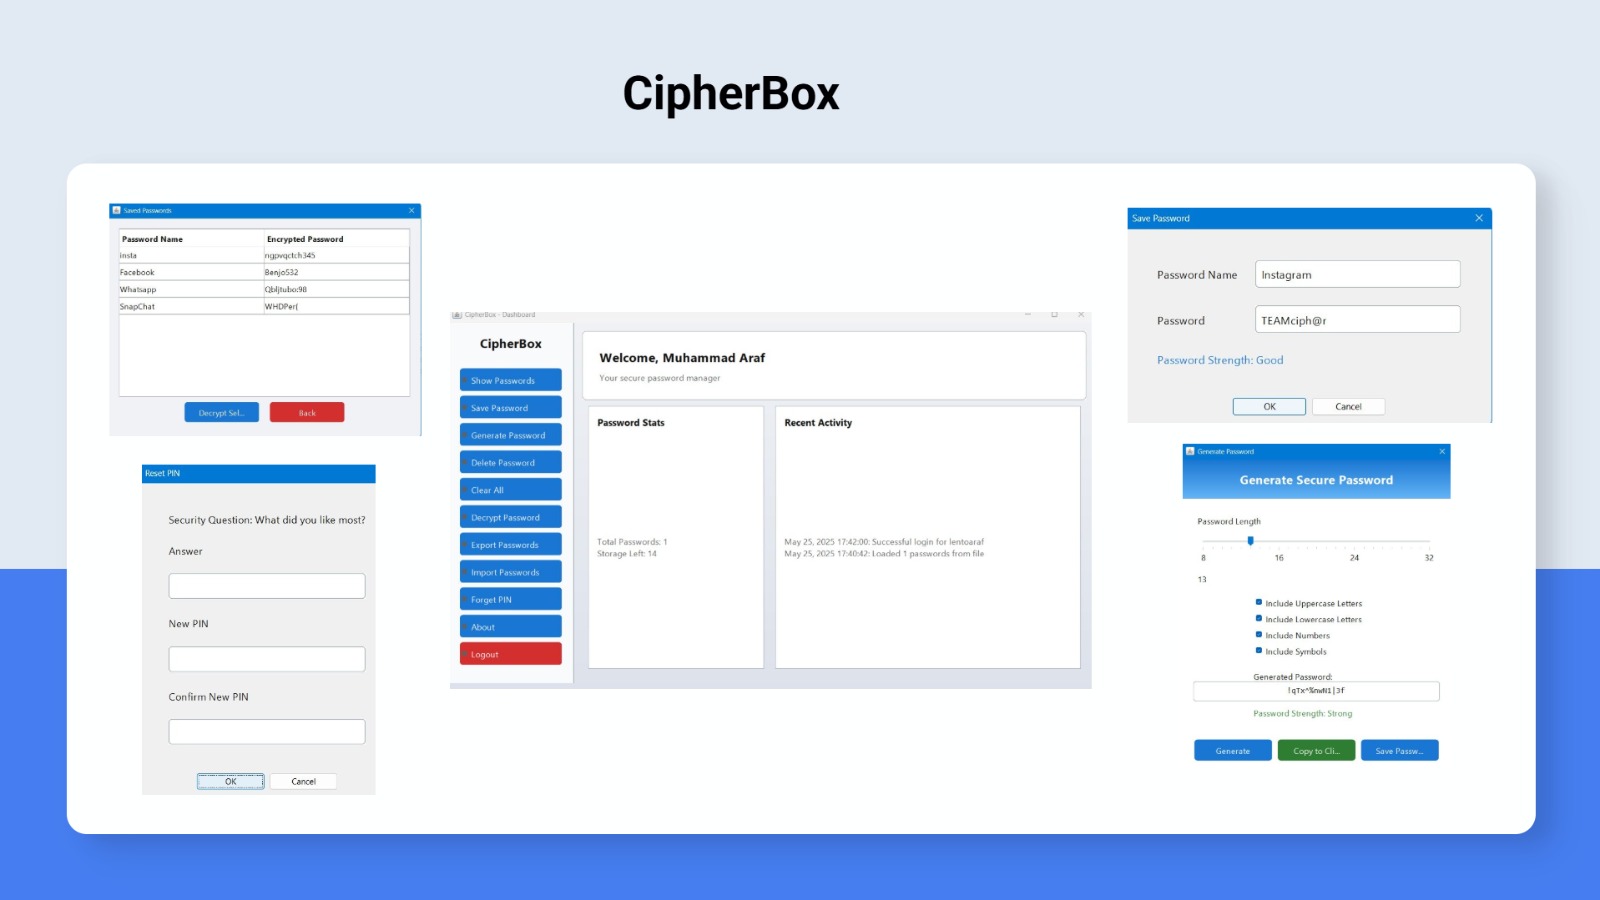 CipherBox
Saved Passwords
Password Name Encrypted Password
insta ngpvqctch345
Facebook Benjo532
Whatsapp Qbljtubo:98
SnapChat WHDPer(
Decrypt Sel...
Back
Reset PIN
Security Question: What did you like most?
Answer
New PIN
Confirm New PIN
OK
Cancel
CipherBox - Dashboard
CipherBox
Show Passwords
Save Password
Generate Password
Delete Password
Clear All
Decrypt Password
Export Passwords
Import Passwords
Forget PIN
About
Logout
Welcome, Muhammad Araf
Your secure password manager
Password Stats
Total Passwords: 1
Storage Left: 14
Recent Activity
May 25, 2025 17:42:00: Successful login for lentoaraf
May 25, 2025 17:40:42: Loaded 1 passwords from file
Save Password
Password Name Instagram
Password TEAMciph@r
Password Strength: Good
OK
Cancel
Generate Password
Generate Secure Password
Password Length
8 16 24 32
13
Include Uppercase Letters
Include Lowercase Letters
Include Numbers
Include Symbols
Generated Password:
!qTx^%nwN1|3f
Password Strength: Strong
Generate
Copy to Cli...
Save Passw...